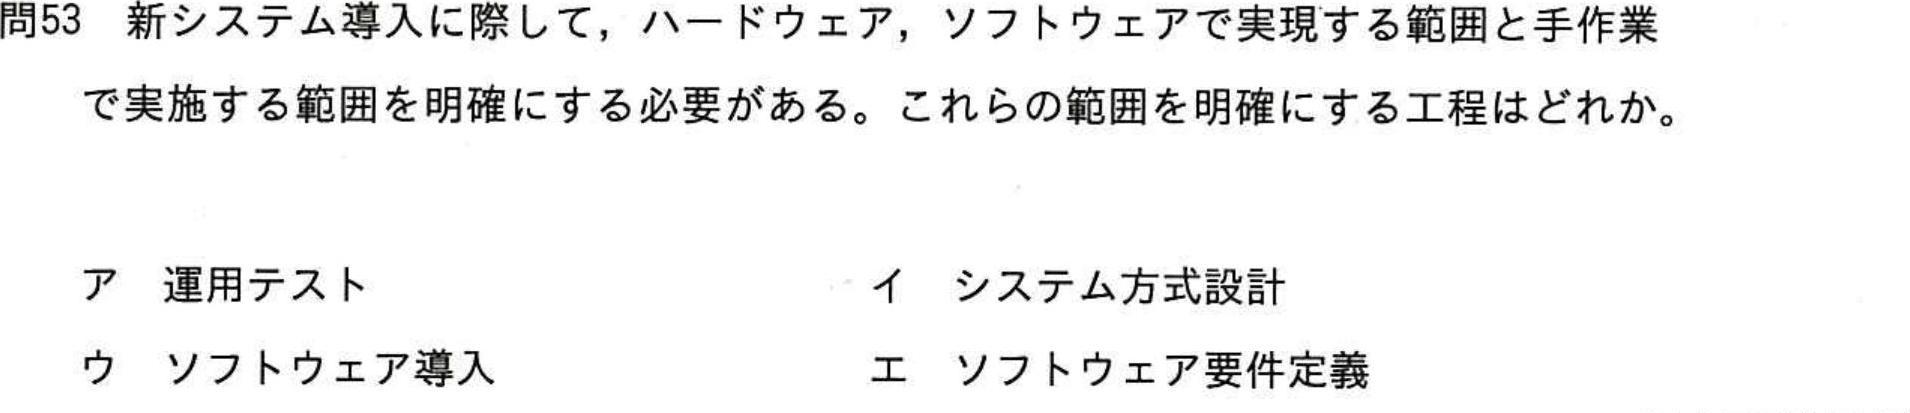 問53 新システム導入に際して，ハードウェア，ソフトウェアで実現する範囲と手作業
で実施する範囲を明確にする必要がある。これらの範囲を明確にする工程はどれか。
ア 運用テスト イ システム方式設計
ウ ソフトウェア導入 エ ソフトウェア要件定義